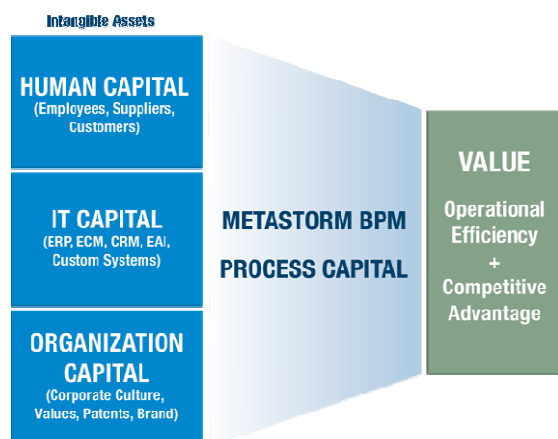 Intangible Assets
HUMAN CAPITAL
(Employees, Suppliers,
Customers)
IT CAPITAL
(ERP, ECM, CRM, EAI,
Custom Systems)
ORGANIZATION
CAPITAL
(Corporate Culture,
Values, Patents, Brand)
METASTORM BPM
PROCESS CAPITAL
VALUE
Operational
Efficiency
+
Competitive
Advantage